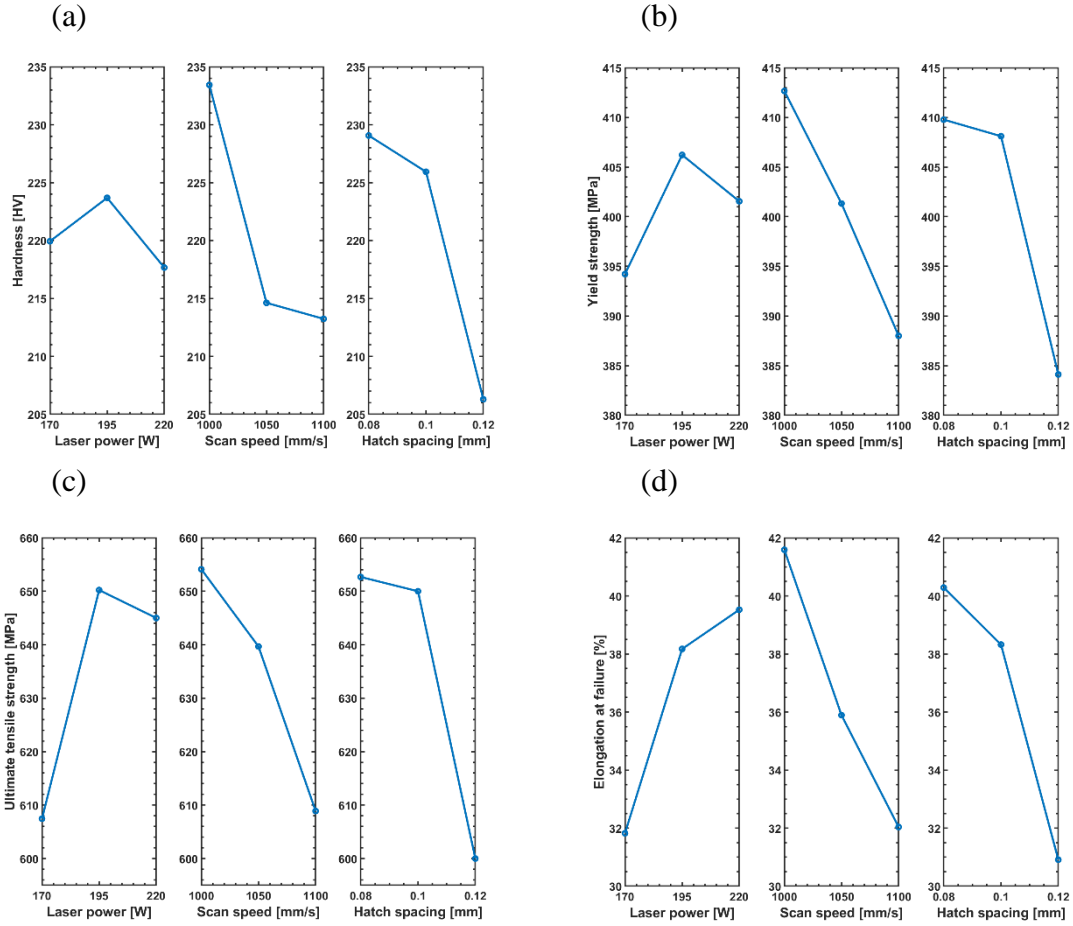 (a)
(b)
235 235 235
230 230 230
225 225 225
220 220 220
215 215 215
210 210 210
205 205 205
Hardness [HV]
170 195 220
Laser power [W]
1000 1050 1100
Scan speed [mm/s]
0.08 0.1 0.12
Hatch spacing [mm]
415 415 415
410 410 410
405 405 405
400 400 400
395 395 395
390 390 390
385 385 385
380 380 380
Yield strength [MPa]
170 195 220
Laser power [W]
1000 1050 1100
Scan speed [mm/s]
0.08 0.1 0.12
Hatch spacing [mm]
(c)
(d)
660 660 660
650 650 650
640 640 640
630 630 630
620 620 620
610 610 610
600 600 600
Ultimate tensile strength [MPa]
170 195 220
Laser power [W]
1000 1050 1100
Scan speed [mm/s]
0.08 0.1 0.12
Hatch spacing [mm]
42 42 42
40 40 40
38 38 38
36 36 36
34 34 34
32 32 32
30 30 30
Elongation at failure [%]
170 195 220
Laser power [W]
1000 1050 1100
Scan speed [mm/s]
0.08 0.1 0.12
Hatch spacing [mm]